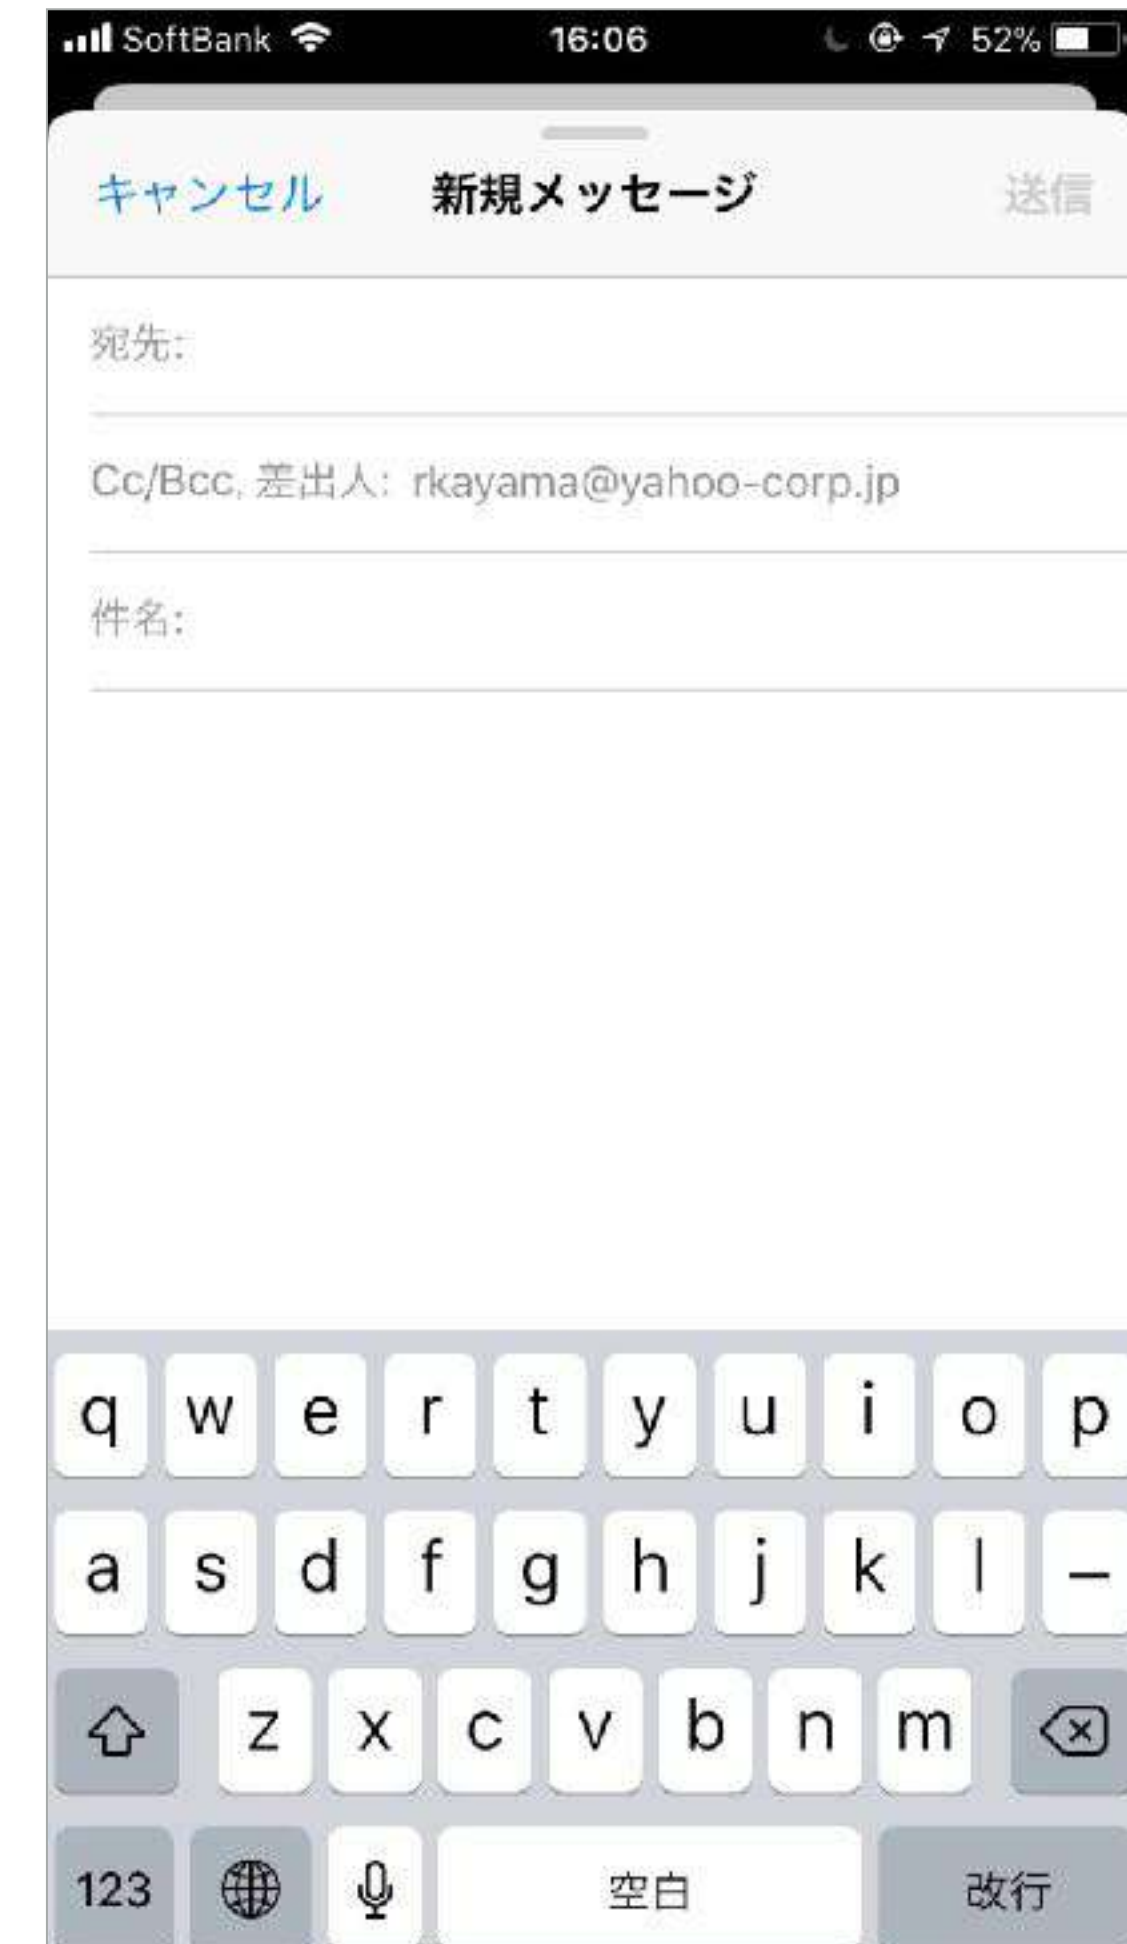 SoftBank 16:06 52%
キャンセル 新規メッセージ 送信
宛先:
Cc/Bcc, 差出人: rkayama@yahoo-corp.jp
件名:
q w e r t y u i o p
a s d f g h j k l ー
z x c v b n m
123 空白 改行